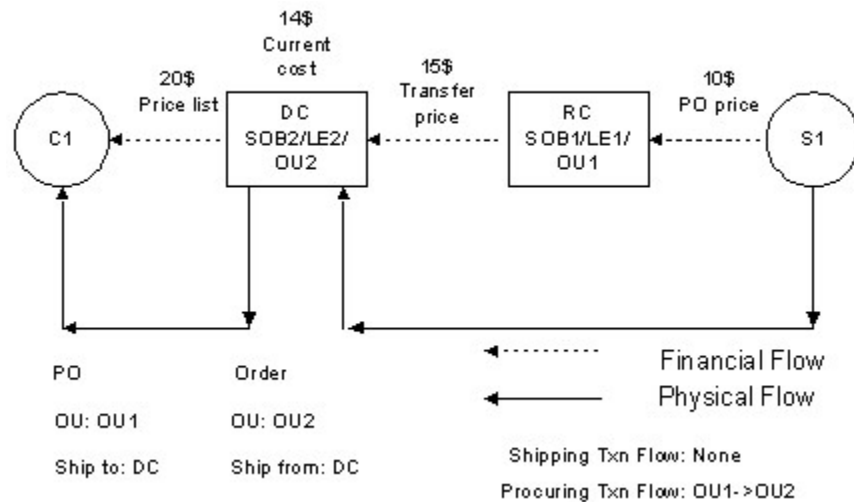 14$
Current
cost
20$
Price list
15$
Transfer
price
10$
PO price
C1
DC
SOB2/LE2/
OU2
RC
SOB1/LE1/
OU1
S1
Financial Flow
Physical Flow
PO
OU: OU1
Ship to: DC
Order
OU: OU2
Ship from: DC
Shipping Txn Flow: None
Procuring Txn Flow: OU1->OU2